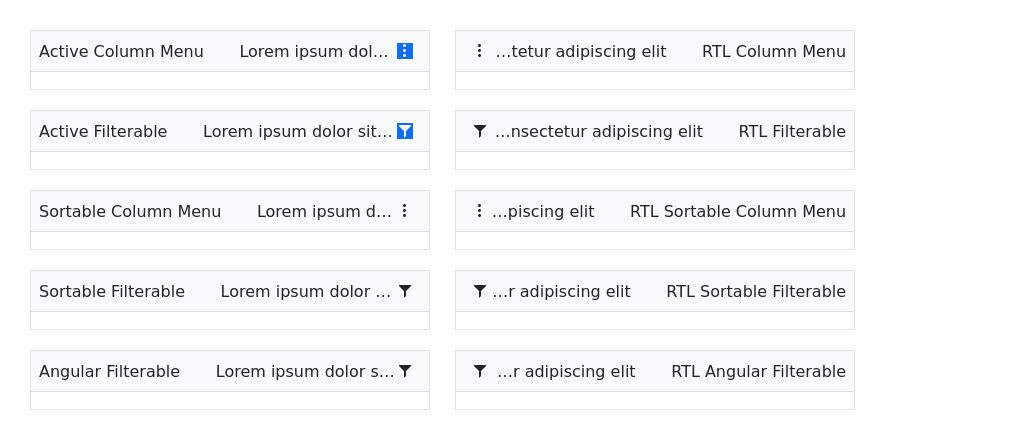 Active Column Menu Lorem ipsum dol...
...tetur adipiscing elit RTL Column Menu
Active Filterable Lorem ipsum dolor sit...
...nsectetur adipiscing elit RTL Filterable
Sortable Column Menu Lorem ipsum d...
...piscing elit RTL Sortable Column Menu
Sortable Filterable Lorem ipsum dolor ...
...r adipiscing elit RTL Sortable Filterable
Angular Filterable Lorem ipsum dolor s...
...r adipiscing elit RTL Angular Filterable